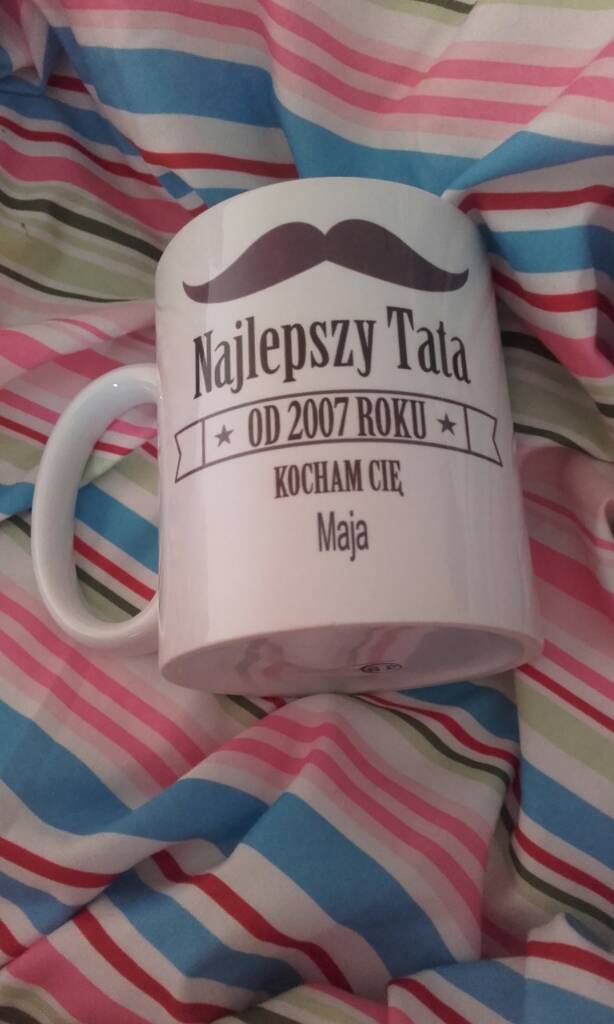 Najlepszy Tata
OD 2007 ROKU
KOCHAM CIĘ
Maja